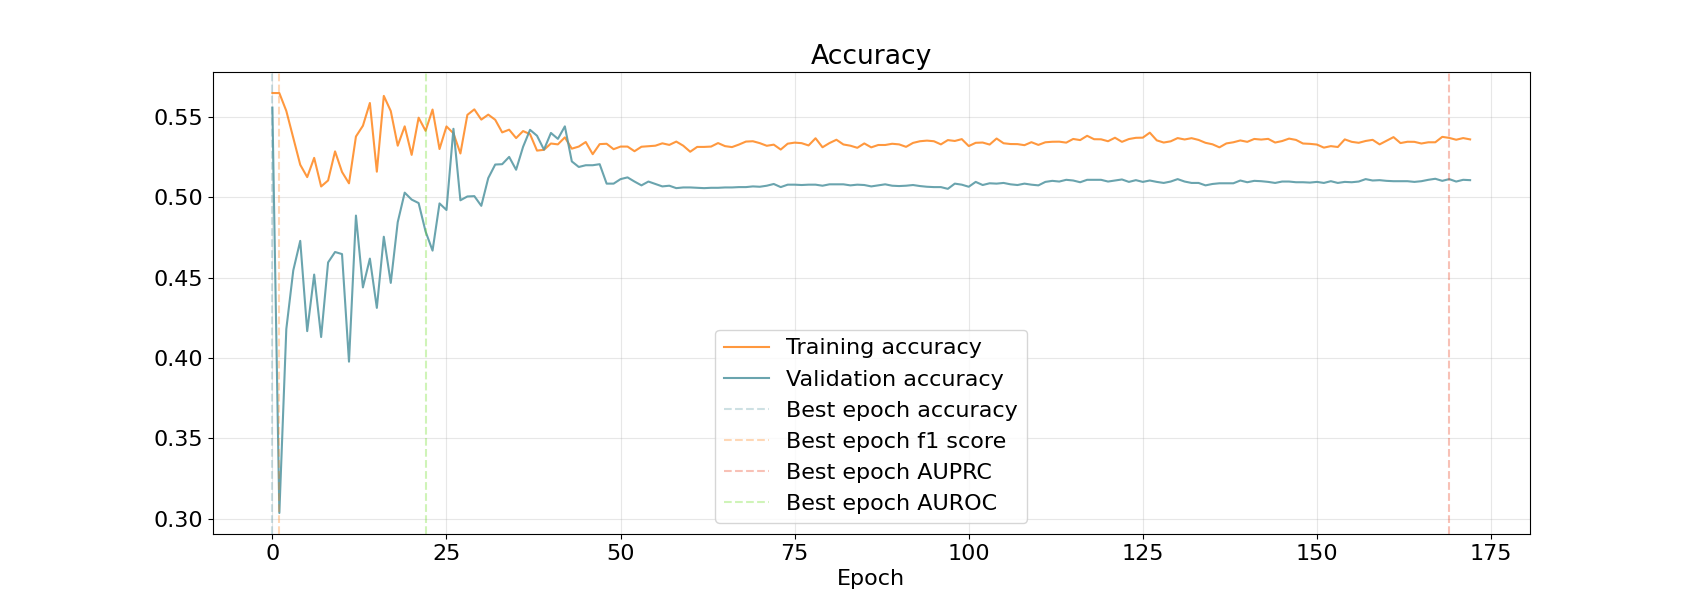 Accuracy
0.55
0.50
0.45
0.40
0.35
0.30
Training accuracy
Validation accuracy
Best epoch accuracy
Best epoch f1 score
Best epoch AUPRC
Best epoch AUROC
0 25 50 75 100 125 150 175
Epoch